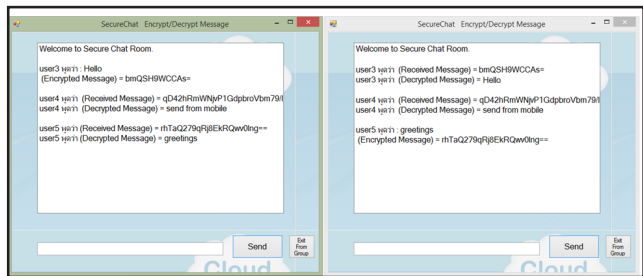 SecureChat Encrypt/Decrypt Message
Welcome to Secure Chat Room.
user3 พูดว่า : Hello
(Encrypted Message) = bmQSH9WCCAs=
user4 พูดว่า (Received Message) = qD42hRmWNjvP1GdpbroVbm79/
user4 พูดว่า (Decrypted Message) = send from mobile
user5 พูดว่า (Received Message) = rhTaQ279qRj8EkRQwv0Ing==
user5 พูดว่า (Decrypted Message) = greetings
Send
Exit
From
Group
Cloud
SecureChat Encrypt/Decrypt Message
Welcome to Secure Chat Room.
user3 พูดว่า (Received Message) = bmQSH9WCCAs=
user3 พูดว่า (Decrypted Message) = Hello
user4 พูดว่า (Received Message) = qD42hRmWNjvP1GdpbroVbm79/
user4 พูดว่า (Decrypted Message) = send from mobile
user5 พูดว่า : greetings
(Encrypted Message) = rhTaQ279qRj8EkRQwv0Ing==
Send
Exit
From
Group
Cloud